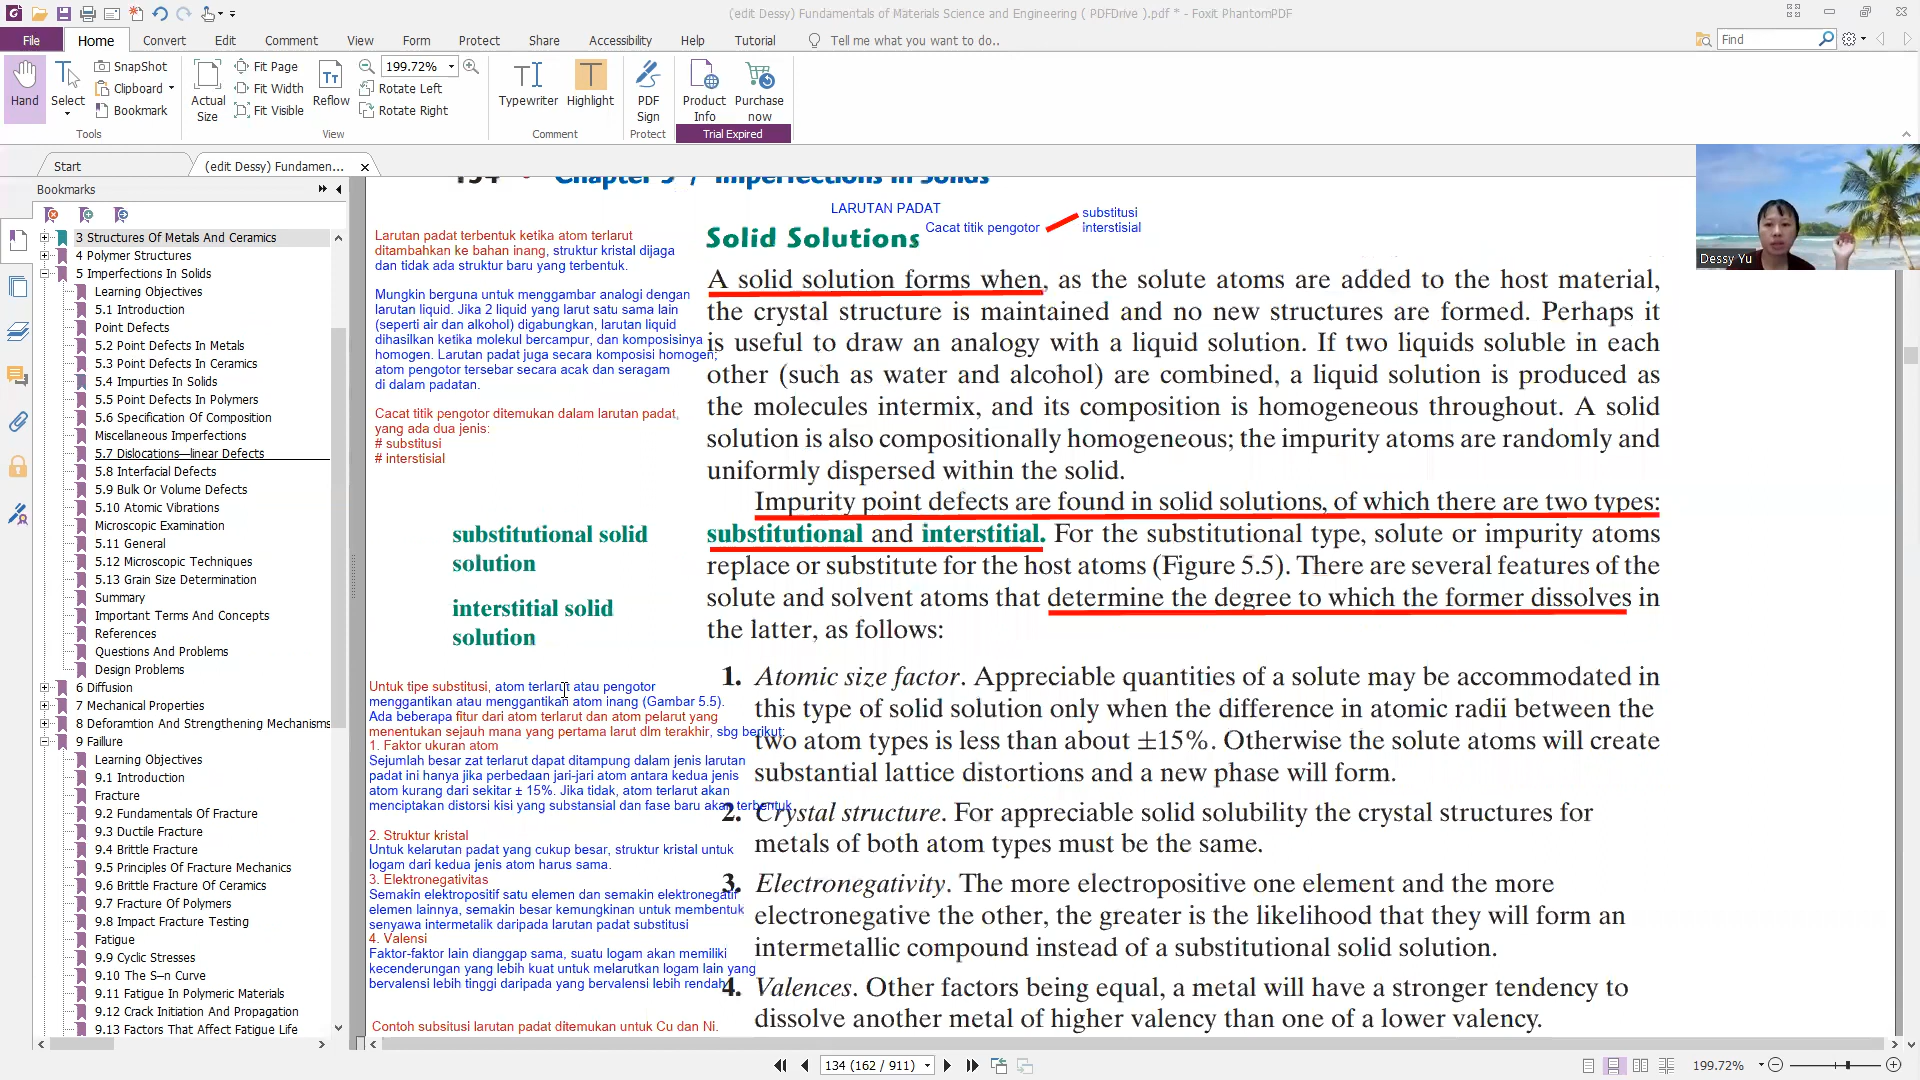 (edit Dessy) Fundamentals of Materials Science and Engineering ( PDFDrive ).pdf * - Foxit PhantomPDF
File Home Convert Edit Comment View Form Protect Share Accessibility Help Tutorial Tell me what you want to do.. Find
SnapShot Fit Page 199.72% 
Clipboard Fit Width Rotate Left
Bookmark Fit Visible Rotate Right
Hand Select Actual Size Reflow Typewriter Highlight PDF Sign Product Info Purchase now
Tools View Comment Protect Trial Expired
Start (edit Dessy) Fundamen...
Bookmarks
3 Structures Of Metals And Ceramics
4 Polymer Structures
5 Imperfections In Solids
Learning Objectives
5.1 Introduction
Point Defects
5.2 Point Defects In Metals
5.3 Point Defects In Ceramics
5.4 Impurties In Solids
5.5 Point Defects In Polymers
5.6 Specification Of Composition
Miscellaneous Imperfections
5.7 Dislocations—linear Defects
5.8 Interfacial Defects
5.9 Bulk Or Volume Defects
5.10 Atomic Vibrations
Microscopic Examination
5.11 General
5.12 Microscopic Techniques
5.13 Grain Size Determination
Summary
Important Terms And Concepts
References
Questions And Problems
Design Problems
6 Diffusion
7 Mechanical Properties
8 Deforamtion And Strengthening Mechanisms
9 Faillure
Learning Objectives
9.1 Introduction
Fracture
9.2 Fundamentals Of Fracture
9.3 Ductile Fracture
9.4 Brittle Fracture
9.5 Principles Of Fracture Mechanics
9.6 Brittle Fracture Of Ceramics
9.7 Fracture Of Polymers
9.8 Impact Fracture Testing
Fatigue
9.9 Cyclic Stresses
9.10 The S—n Curve
9.11 Fatigue In Polymeric Materials
9.12 Crack Initiation And Propagation
9.13 Factors That Affect Fatigue Life
134 • Chapter 5 / Imperfections in Solids
LARUTAN PADAT
Cacat titik pengotor
substitusi
interstisial
Larutan padat terbentuk ketika atom terlarut
ditambahkan ke bahan inang, struktur kristal dijaga
dan tidak ada struktur baru yang terbentuk.
Mungkin berguna untuk menggambar analogi dengan
larutan liquid. Jika 2 liquid yang larut satu sama lain
(seperti air dan alkohol) digabungkan, larutan liquid
dihasilkan ketika molekul bercampur, dan komposisinya
homogen. Larutan padat juga secara komposisi homogen;
atom pengotor tersebar secara acak dan seragam
di dalam padatan.
Cacat titik pengotor ditemukan dalam larutan padat,
yang ada dua jenis:
# substitusi
# interstisial
substitutional solid
solution
interstitial solid
solution
Untuk tipe substitusi, atom terlarut atau pengotor
menggantikan atau menggantikan atom inang (Gambar 5.5).
Ada beberapa fitur dari atom terlarut dan atom pelarut yang
menentukan sejauh mana yang pertama larut dlm terakhir, sbg berikut:
1. Faktor ukuran atom
Sejumlah besar zat terlarut dapat ditampung dalam jenis larutan
padat ini hanya jika perbedaan jari-jari atom antara kedua jenis
atom kurang dari sekitar ± 15%. Jika tidak, atom terlarut akan
menciptakan distorsi kisi yang substansial dan fase baru akan terbentuk.
2. Struktur kristal
Untuk kelarutan padat yang cukup besar, struktur kristal untuk
logam dari kedua jenis atom harus sama.
3. Elektronegativitas
Semakin elektropositif satu elemen dan semakin elektronegatif
elemen lainnya, semakin besar kemungkinan untuk membentuk
senyawa intermetalik daripada larutan padat substitusi
4. Valensi
Faktor-faktor lain dianggap sama, suatu logam akan memiliki
kecenderungan yang lebih kuat untuk melarutkan logam lain yang
bervalensi lebih tinggi daripada yang bervalensi lebih rendah.
Contoh subsitusi larutan padat ditemukan untuk Cu dan Ni.
Solid Solutions
A solid solution forms when, as the solute atoms are added to the host material,
the crystal structure is maintained and no new structures are formed. Perhaps it
is useful to draw an analogy with a liquid solution. If two liquids soluble in each
other (such as water and alcohol) are combined, a liquid solution is produced as
the molecules intermix, and its composition is homogeneous throughout. A solid
solution is also compositionally homogeneous; the impurity atoms are randomly and
uniformly dispersed within the solid.
Impurity point defects are found in solid solutions, of which there are two types:
substitutional and interstitial. For the substitutional type, solute or impurity atoms
replace or substitute for the host atoms (Figure 5.5). There are several features of the
solute and solvent atoms that determine the degree to which the former dissolves in
the latter, as follows:
1. Atomic size factor. Appreciable quantities of a solute may be accommodated in
this type of solid solution only when the difference in atomic radii between the
two atom types is less than about ±15%. Otherwise the solute atoms will create
substantial lattice distortions and a new phase will form.
2. Crystal structure. For appreciable solid solubility the crystal structures for
metals of both atom types must be the same.
3. Electronegativity. The more electropositive one element and the more
electronegative the other, the greater is the likelihood that they will form an
intermetallic compound instead of a substitutional solid solution.
4. Valences. Other factors being equal, a metal will have a stronger tendency to
dissolve another metal of higher valency than one of a lower valency.
Dessy Yu
134 (162 / 911) 199.72%